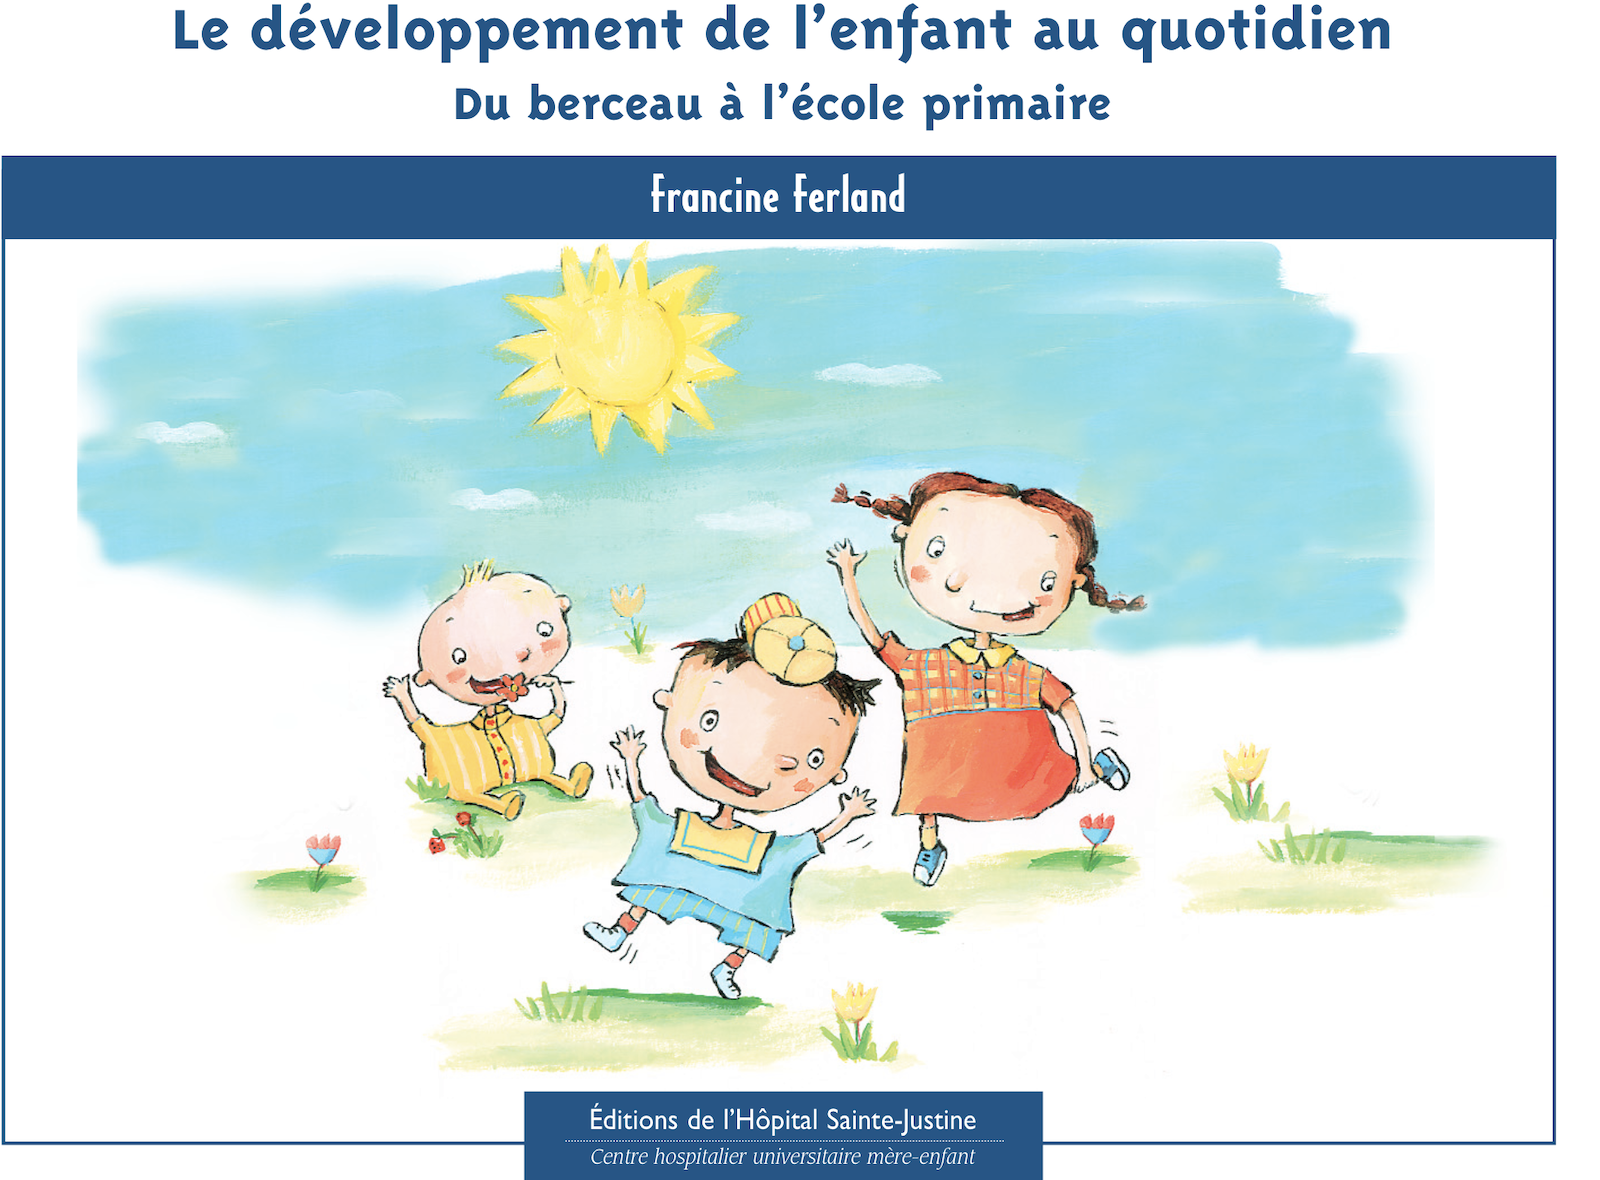 Le développement de l'enfant au quotidien
Du berceau à l'école primaire
Francine Ferland
Éditions de l'Hôpital Sainte-Justine
Centre hospitalier universitaire mère-enfant